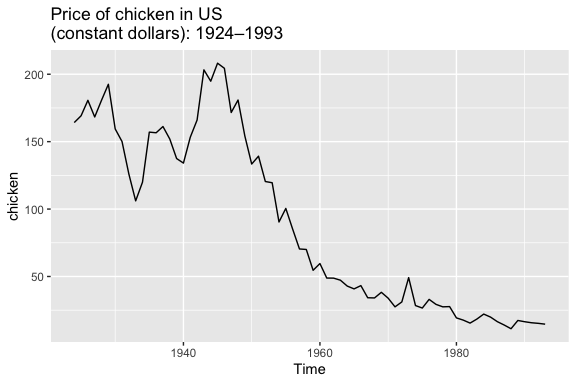 Price of chicken in US
(constant dollars): 1924–1993
200
150
100
50
chicken
1940
1960
1980
Time